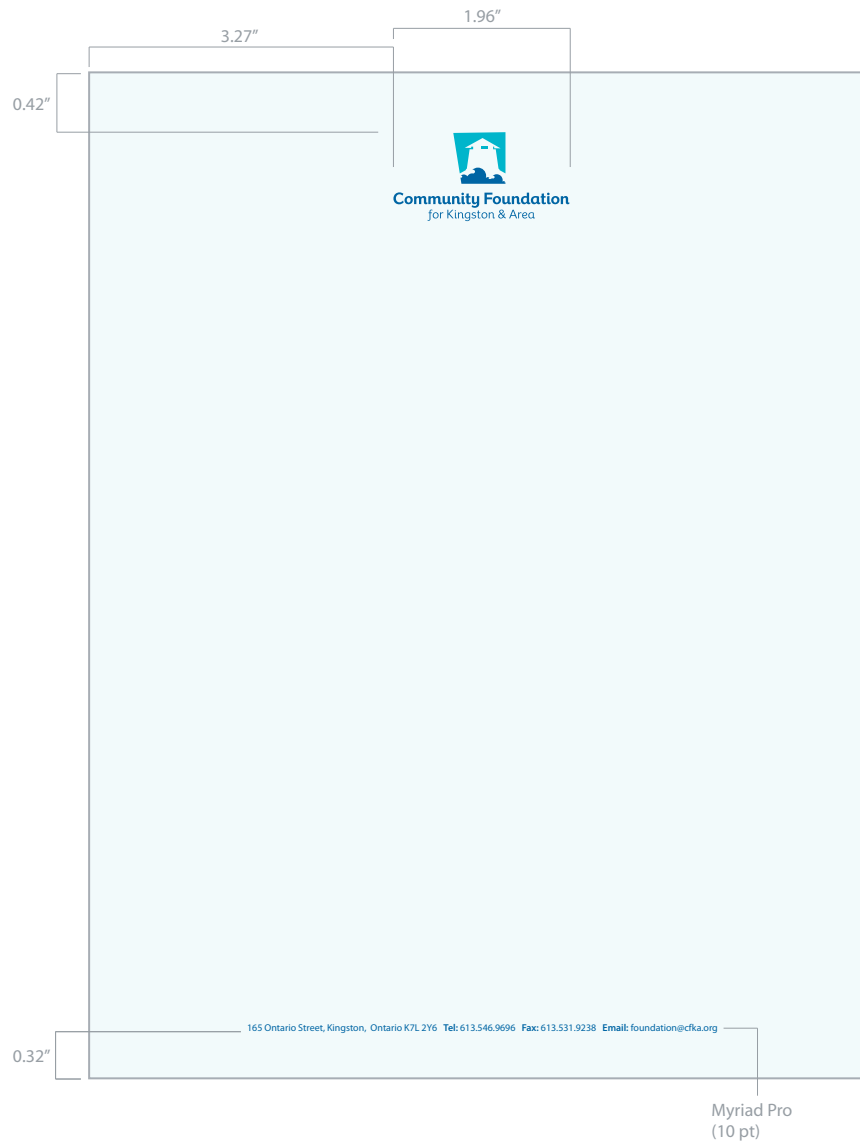 1.96”
3.27”
0.42”
Community Foundation
for Kingston & Area
165 Ontario Street, Kingston, Ontario K7L 2Y6 Tel: 613.546.9696 Fax: 613.531.9238 Email: foundation@cfka.org
0.32”
Myriad Pro
(10 pt)